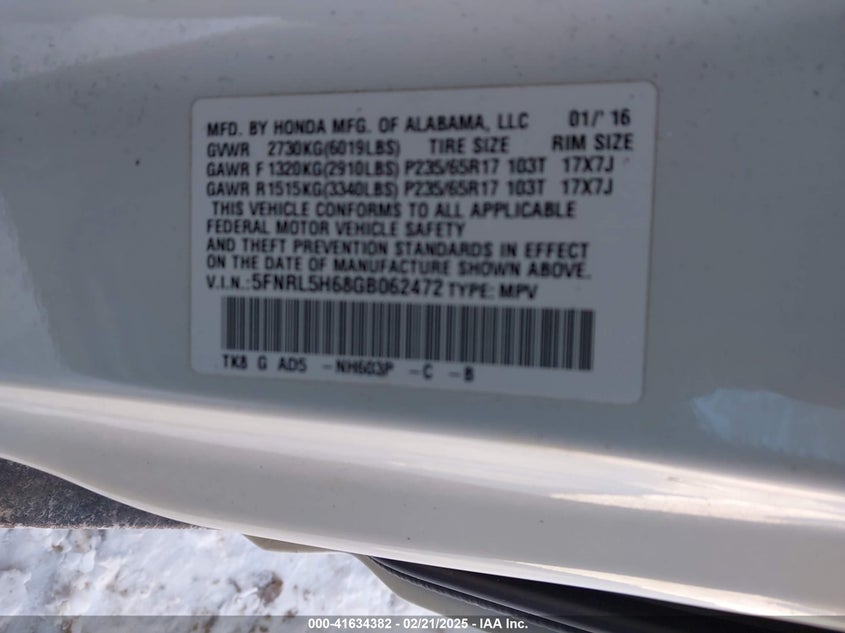 MFD. BY HONDA MFG. OF ALABAMA, LLC 01/'16
GVWR 2730KG(6019LBS) TIRE SIZE RIM SIZE
GAWR F 1320KG(2910LBS) P235/65R17 103T 17X7J
GAWR R1515KG(3340LBS) P235/65R17 103T 17X7J
THIS VEHICLE CONFORMS TO ALL APPLICABLE
FEDERAL MOTOR VEHICLE SAFETY
AND THEFT PREVENTION STANDARDS IN EFFECT
ON THE DATE OF MANUFACTURE SHOWN ABOVE.
V.I.N.:5FNRL5H68GB062472 TYPE: MPV
TK8 G AD5 -NH603P -C -B
000-41634382 - 02/21/2025 - IAA, Inc.